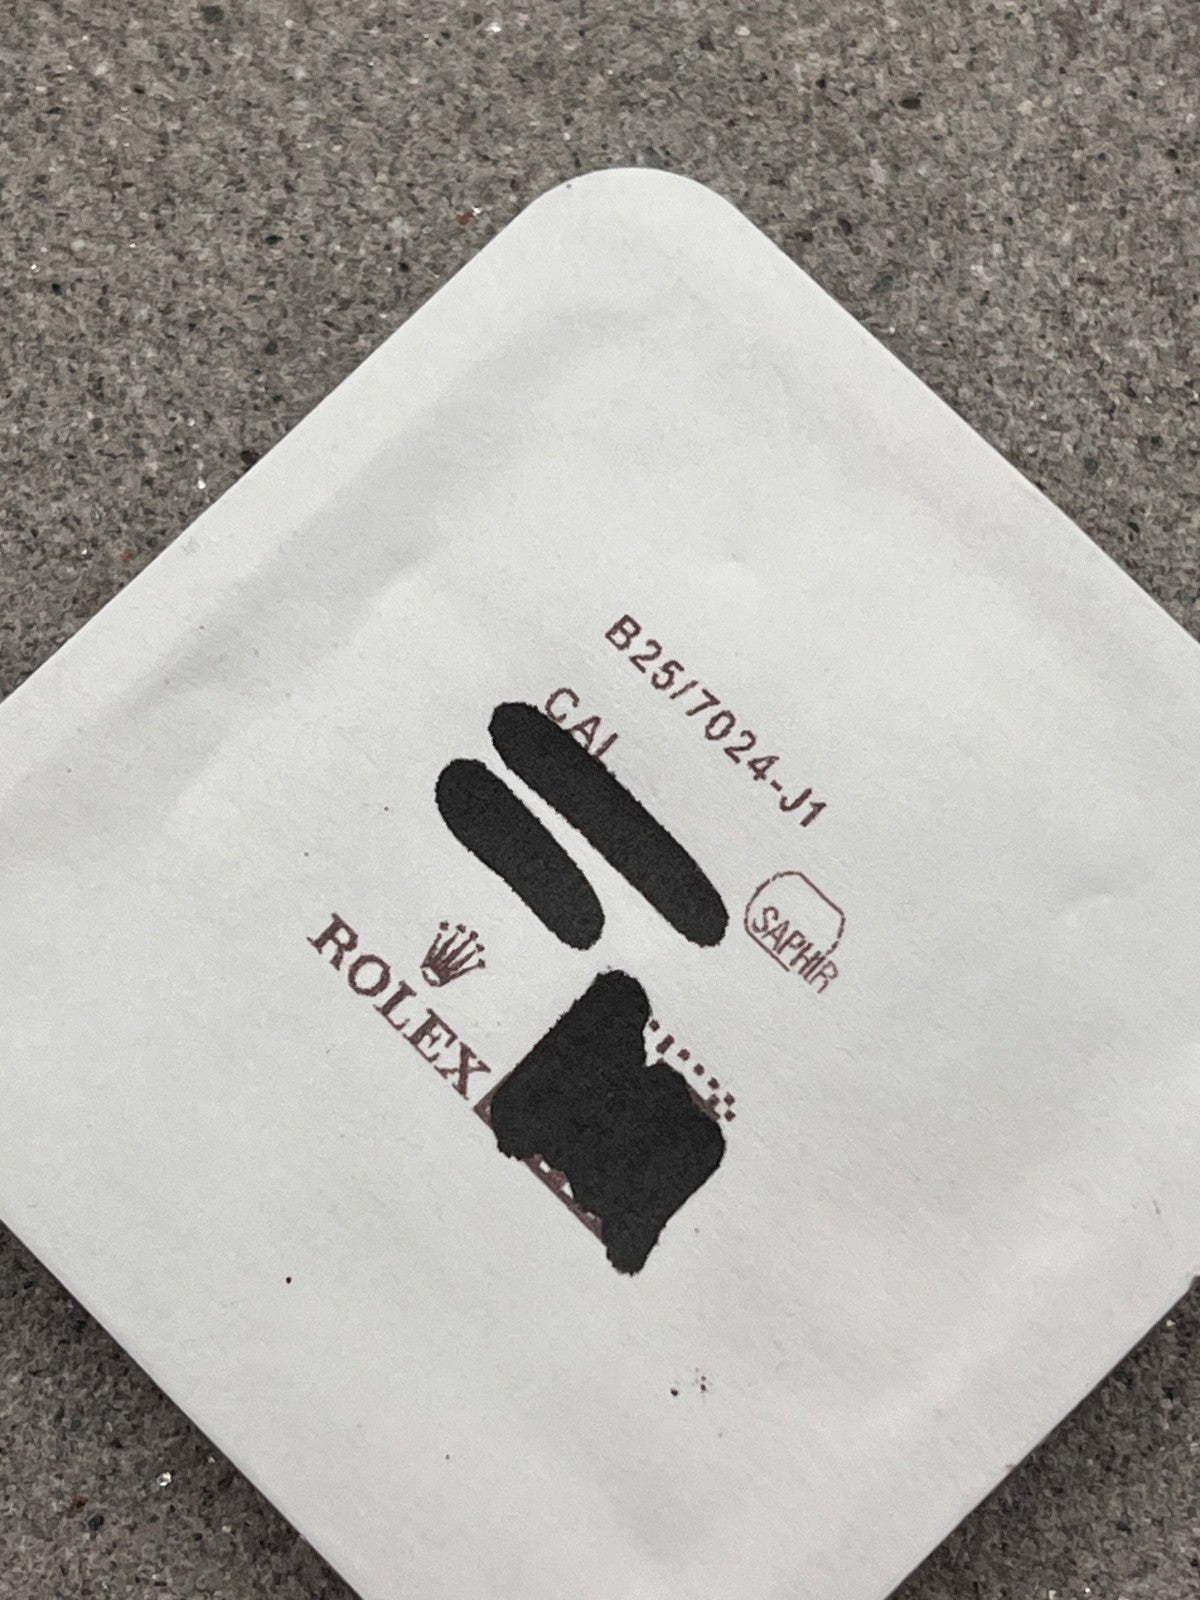 B25/7024-J1
CAL
SAPHIR
ROLEX